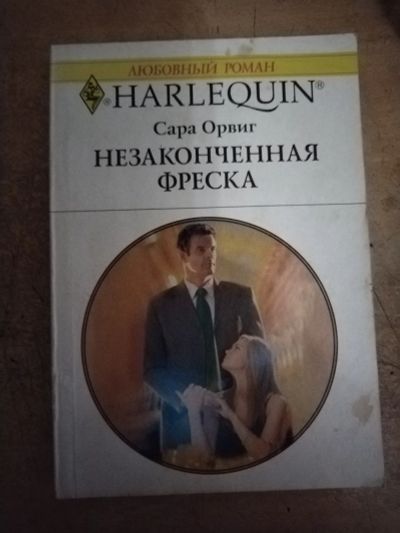 ЛЮБОВНЫЙ РОМАН
® HARLEQUIN®
Сара Орвиг
НЕЗАКОНЧЕННАЯ
ФРЕСКА